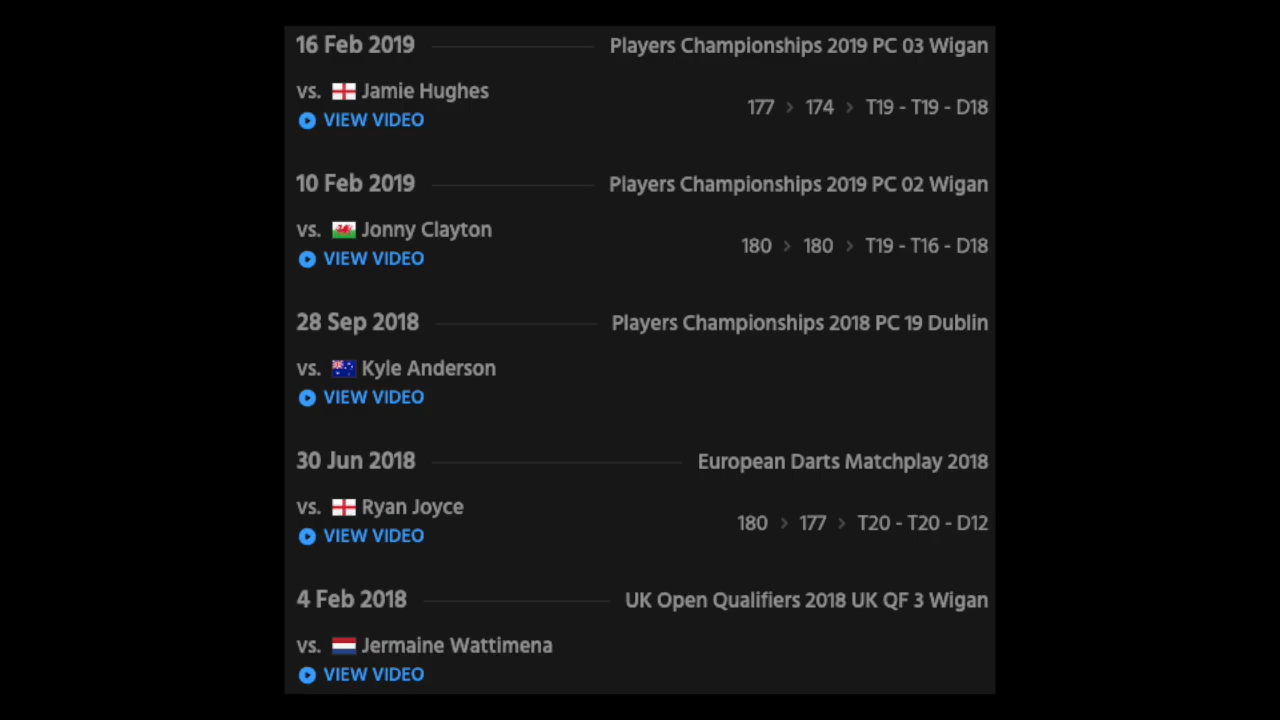 16 Feb 2019 Players Championships 2019 PC 03 Wigan
vs. Jamie Hughes
177 > 174 > T19 - T19 - D18
VIEW VIDEO
10 Feb 2019 Players Championships 2019 PC 02 Wigan
vs. Jonny Clayton
180 > 180 > T19 - T16 - D18
VIEW VIDEO
28 Sep 2018 Players Championships 2018 PC 19 Dublin
vs. Kyle Anderson
VIEW VIDEO
30 Jun 2018 European Darts Matchplay 2018
vs. Ryan Joyce
180 > 177 > T20 - T20 - D12
VIEW VIDEO
4 Feb 2018 UK Open Qualifiers 2018 UK QF 3 Wigan
vs. Jermaine Wattimena
VIEW VIDEO